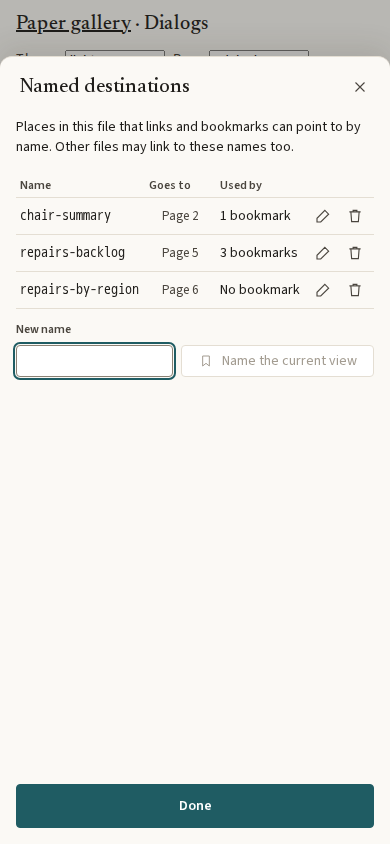 Paper gallery · Dialogs
Named destinations
Places in this file that links and bookmarks can point to by
name. Other files may link to these names too.
Name Goes to Used by
chair-summary Page 2 1 bookmark
repairs-backlog Page 5 3 bookmarks
repairs-by-region Page 6 No bookmark
New name
Name the current view
Done